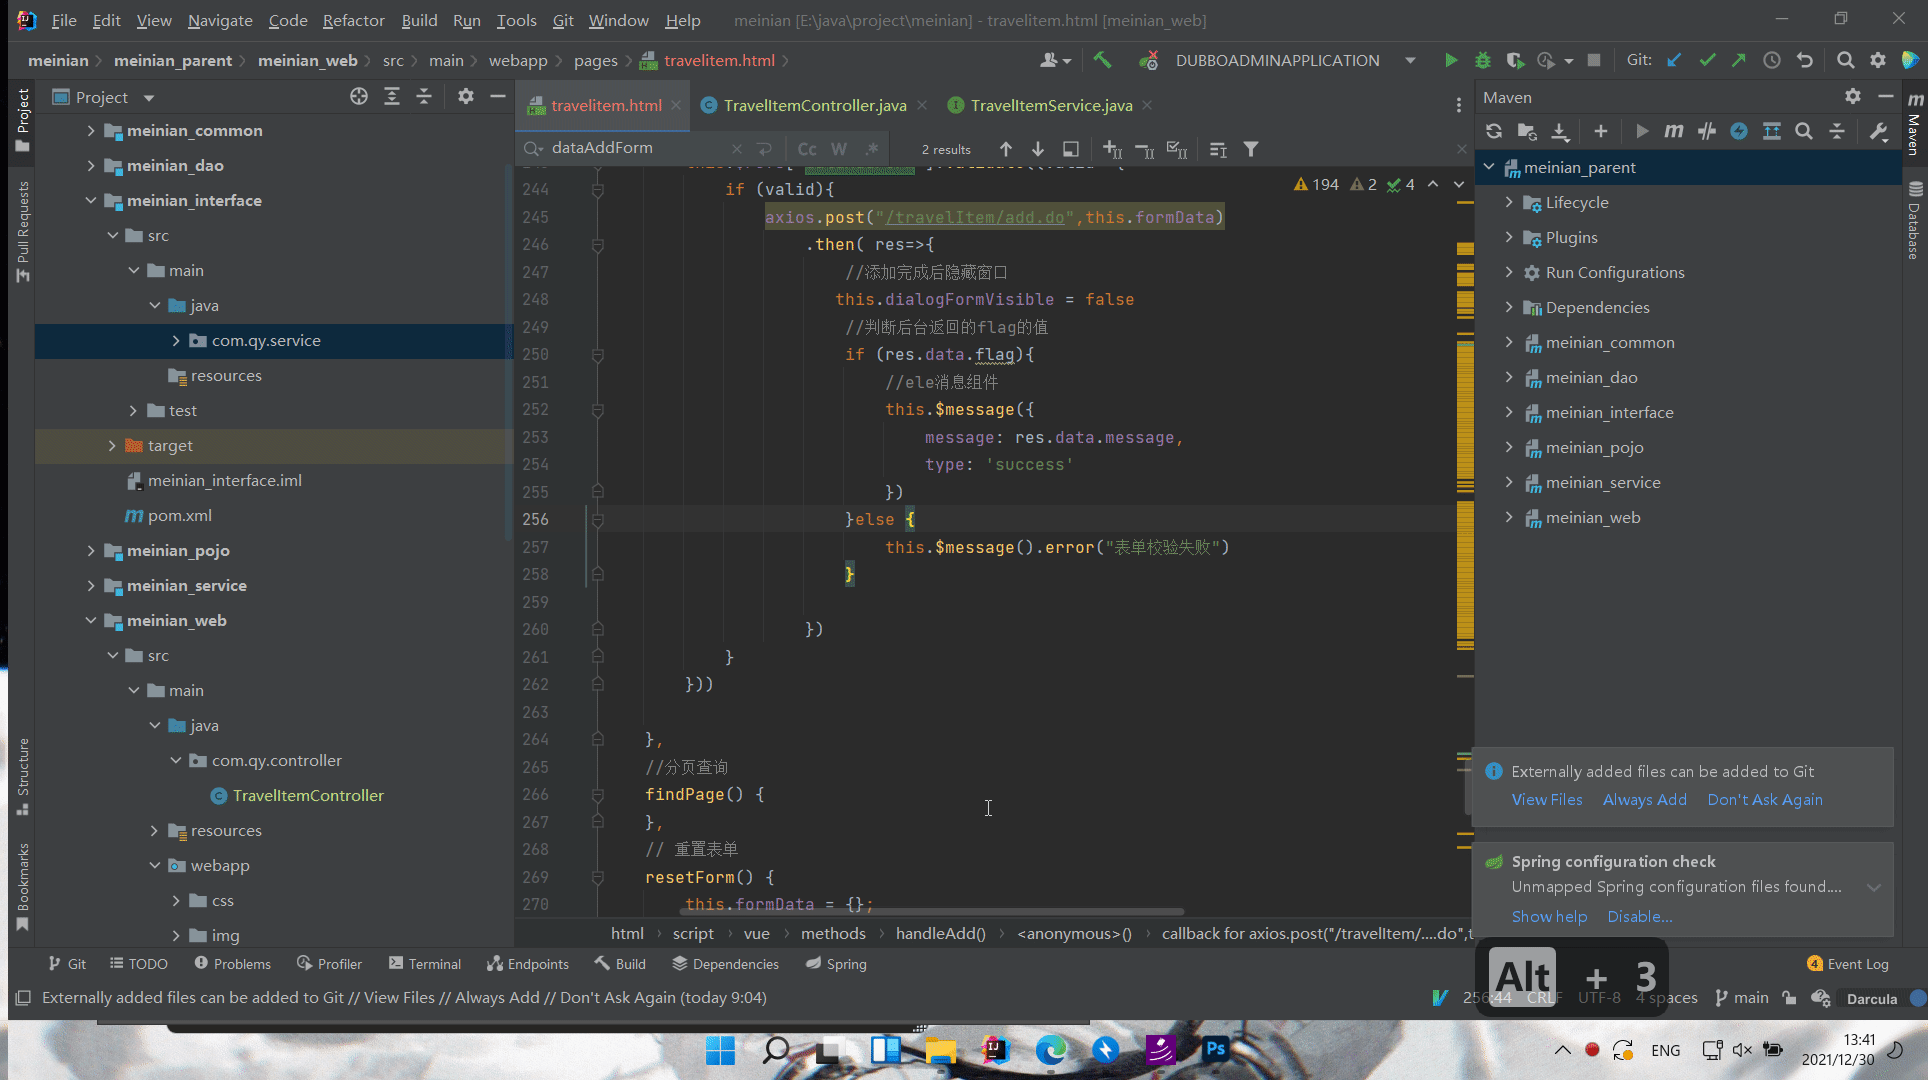 File Edit View Navigate Code Refactor Build Run Tools Git Window Help meinian [E:\java\project\meinian] - travelitem.html [meinian_web]
meinian meinian_parent meinian_web src main webapp pages travelitem.html DUBBOADMINAPPLICATION Git:
Project
travelitem.html TravelItemController.java TravelItemService.java
Maven
dataAddForm Cc W .* 2 results
194 2 4
meinian_common
meinian_dao
meinian_interface
src
main
java
com.qy.service
resources
test
target
meinian_interface.iml
pom.xml
meinian_pojo
meinian_service
meinian_web
src
main
java
com.qy.controller
TravelItemController
resources
webapp
css
img
Project
Pull Requests
Structure
Bookmarks
244 if (valid){
245 axios.post("/travelItem/add.do",this.formData)
246 .then( res=>{
247 //添加完成后隐藏窗口
248 this.dialogFormVisible = false
249 //判断后台返回的flag的值
250 if (res.data.flag){
251 //ele消息组件
252 this.$message({
253 message: res.data.message,
254 type: 'success'
255 })
256 }else {
257 this.$message().error("表单校验失败")
258 }
259
260 })
261 }
262 }))
263
264 },
265 //分页查询
266 findPage() {
267 },
268 // 重置表单
269 resetForm() {
270 this.formData = {};
html script vue methods handleAdd() <anonymous>() callback for axios.post("/travelItem/....do",t
meinian_parent
Lifecycle
Plugins
Run Configurations
Dependencies
meinian_common
meinian_dao
meinian_interface
meinian_pojo
meinian_service
meinian_web
Maven
Database
Externally added files can be added to Git
View Files Always Add Don't Ask Again
Spring configuration check
Unmapped Spring configuration files found....
Show help Disable...
Git TODO Problems Profiler Terminal Endpoints Build Dependencies Spring
4 Event Log
Alt + 3
Externally added files can be added to Git // View Files // Always Add // Don't Ask Again (today 9:04)
256:44 CRLF UTF-8 4 spaces main Darcula
Ps
ENG
13:41
2021/12/30